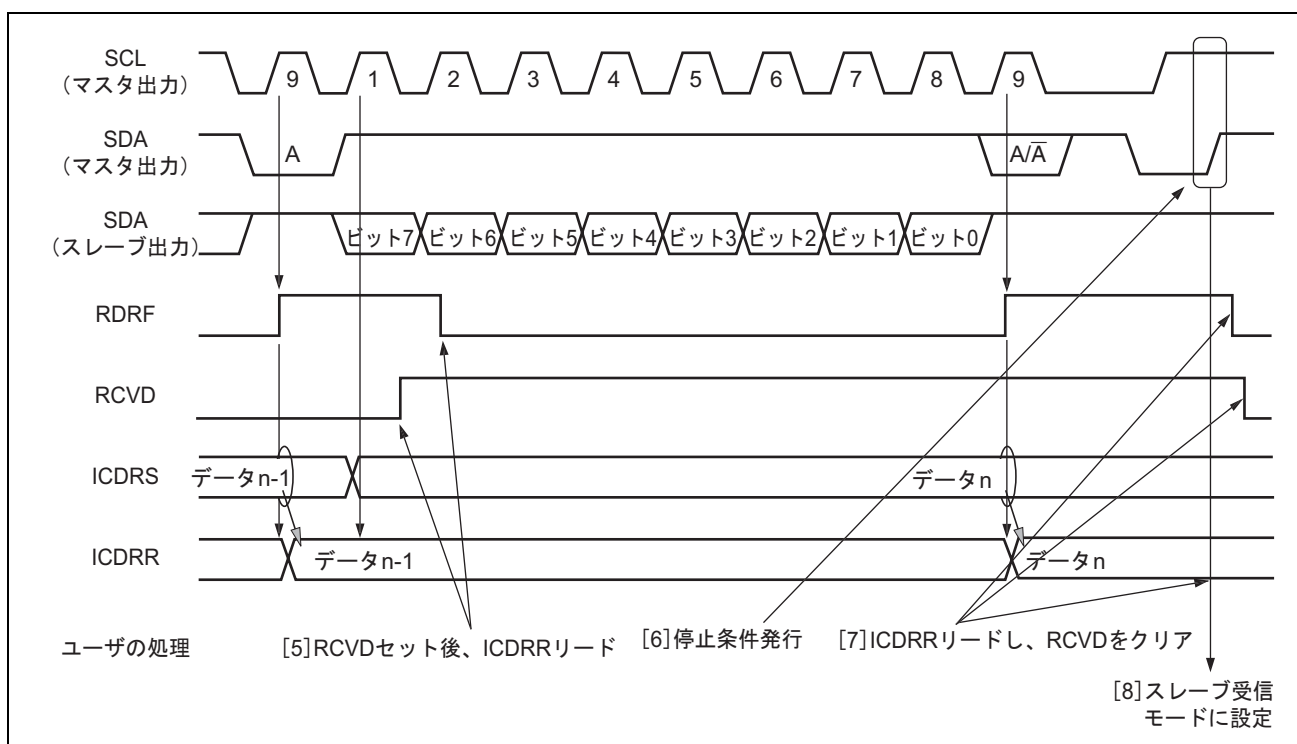 SCL
（マスタ出力）
9 1 2 3 4 5 6 7 8 9
SDA
（マスタ出力）
A A/A̅
SDA
（スレーブ出力）
ビット7 ビット6 ビット5 ビット4 ビット3 ビット2 ビット1 ビット0
RDRF
RCVD
ICDRS データn-1 データn
ICDRR データn-1 データn
ユーザの処理 [5]RCVDセット後、ICDRRリード [6]停止条件発行 [7]ICDRRリードし、RCVDをクリア
[8]スレーブ受信
モードに設定